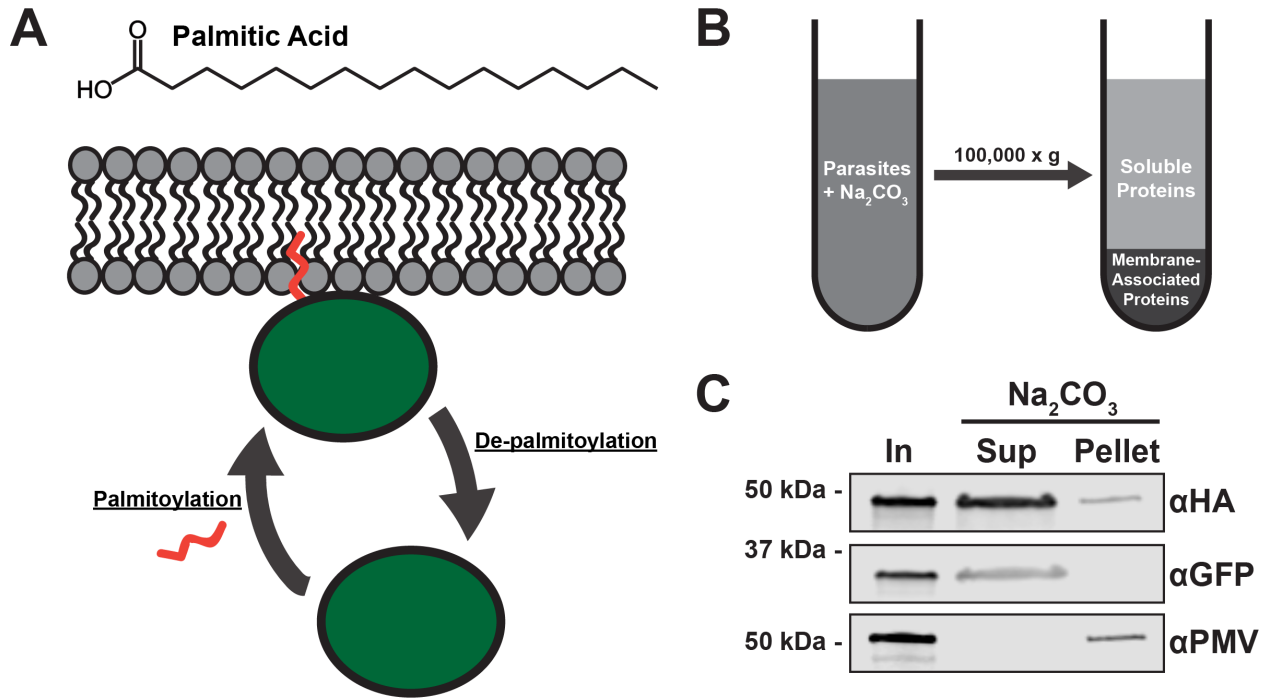 A
Palmitic Acid
O
HO
De-palmitoylation
Palmitoylation
B
Parasites
+ Na₂CO₃
100,000 x g
Soluble
Proteins
Membrane-
Associated
Proteins
C
Na₂CO₃
In Sup Pellet
50 kDa - αHA
37 kDa - αGFP
50 kDa - αPMV